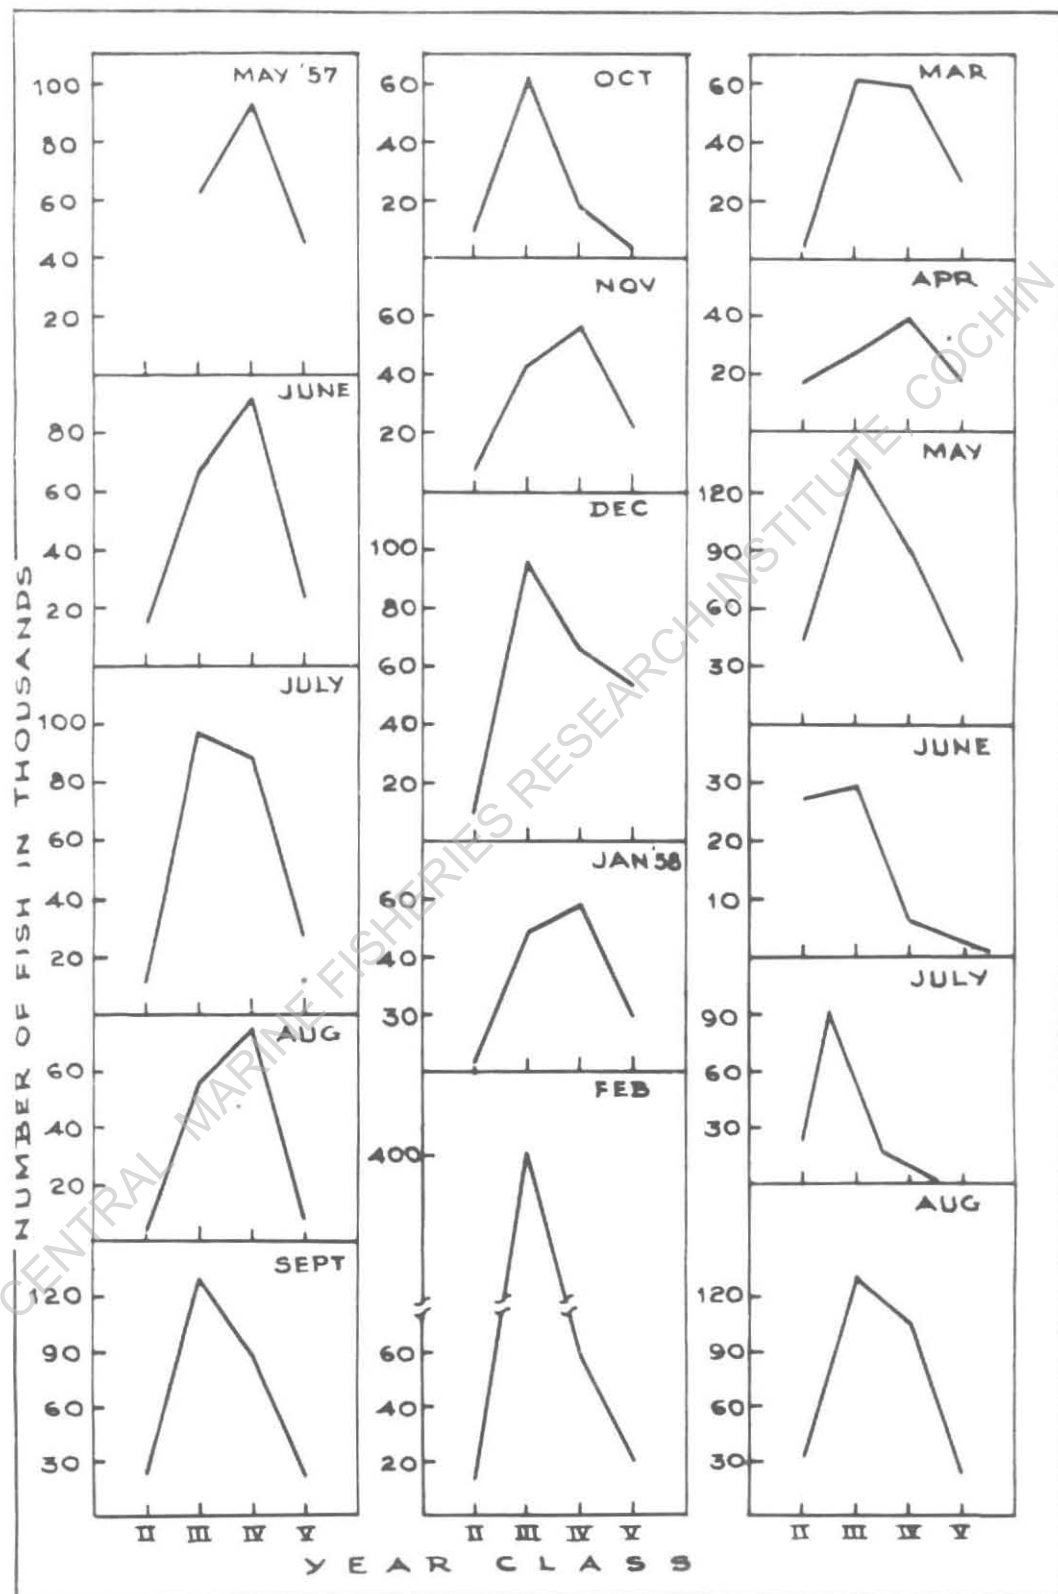 NUMBER OF FISH IN THOUSANDS
MAY '57
100
80
60
40
20
JUNE
80
60
40
20
JULY
100
80
60
40
20
AUG
60
40
20
SEPT
120
90
60
30
II III IV V
OCT
60
40
20
NOV
60
40
20
DEC
100
80
60
40
20
JAN '58
60
40
30
FEB
400
60
40
20
II III IV V
MAR
60
40
20
APR
40
20
MAY
120
90
60
30
JUNE
30
20
10
JULY
90
60
30
AUG
120
90
60
30
II III IV V
YEAR CLASS
CENTRAL MARINE FISHERIES RESEARCH INSTITUTE, COCHIN